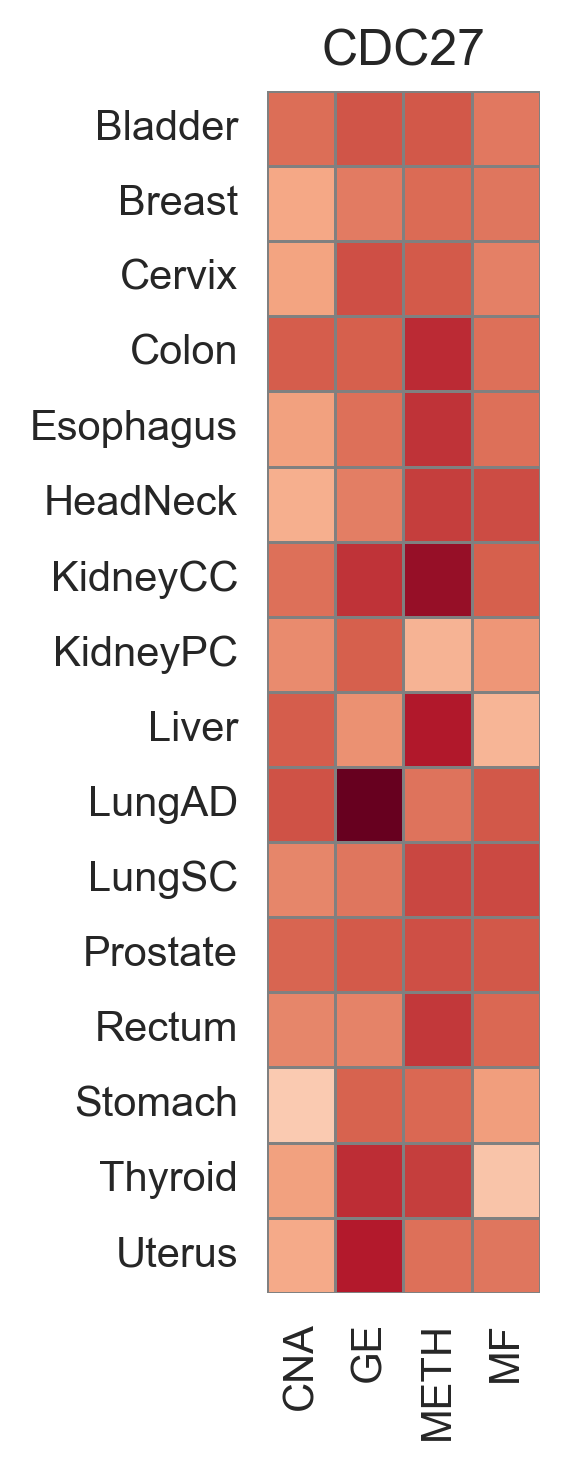 CDC27
Bladder
Breast
Cervix
Colon
Esophagus
HeadNeck
KidneyCC
KidneyPC
Liver
LungAD
LungSC
Prostate
Rectum
Stomach
Thyroid
Uterus
CNA
GE
METH
MF